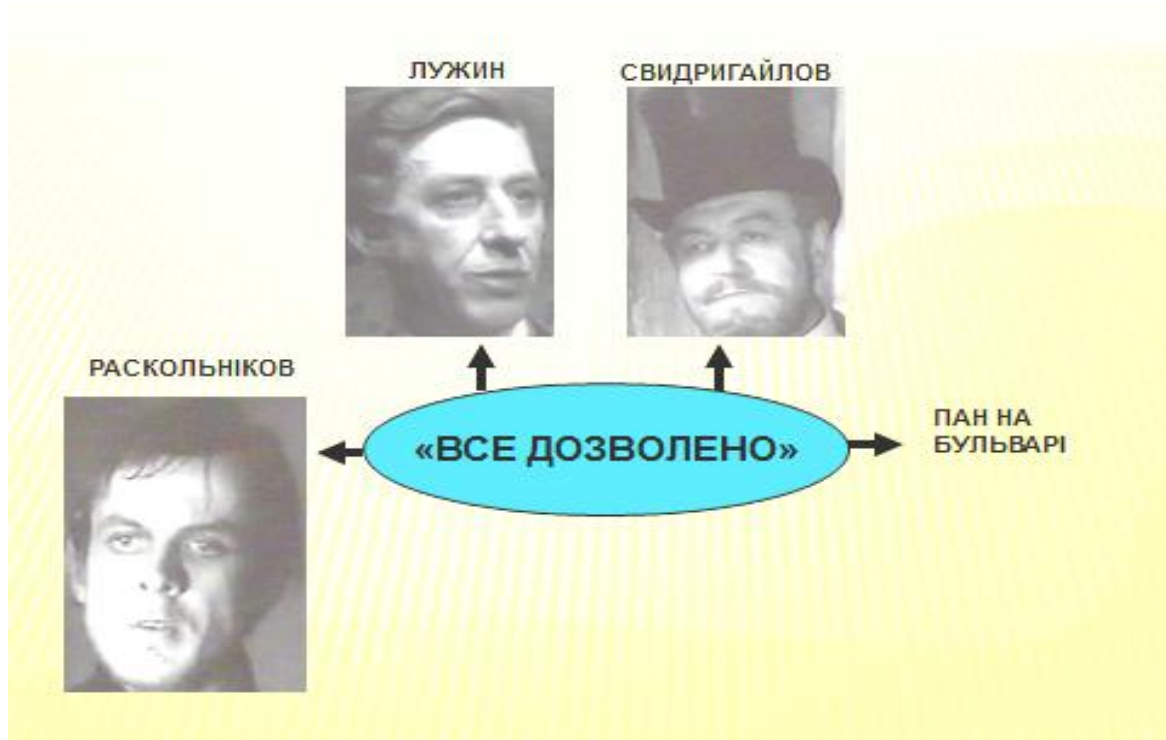 ЛУЖИН
СВИДРИГАЙЛОВ
РАСКОЛЬНІКОВ
«ВСЕ ДОЗВОЛЕНО»
ПАН НА
БУЛЬВАРІ